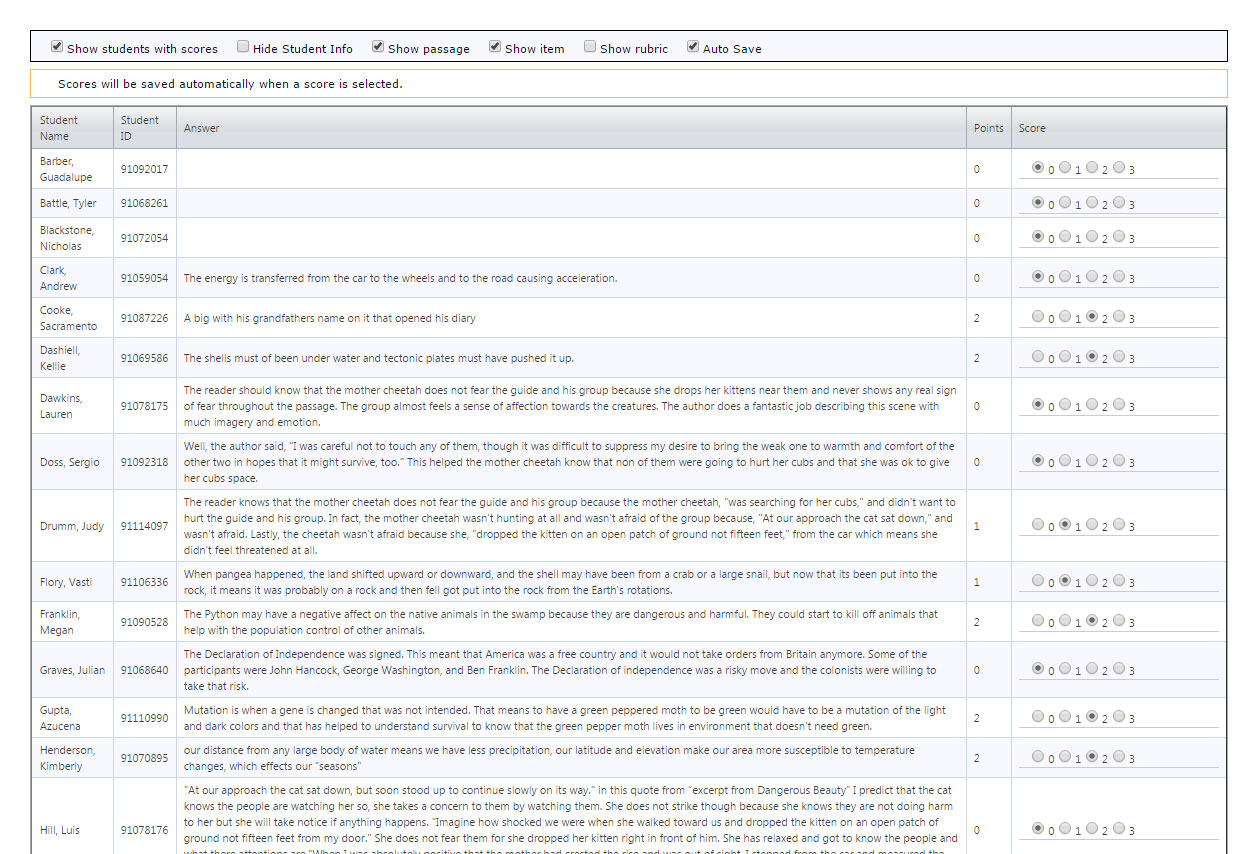 Show students with scores Hide Student Info Show passage Show item Show rubric Auto Save
Scores will be saved automatically when a score is selected.
Student Name Student ID Answer Points Score
Barber, Guadalupe 91092017 0 0 1 2 3
Battle, Tyler 91068261 0 0 1 2 3
Blackstone, Nicholas 91072054 0 0 1 2 3
Clark, Andrew 91059054 The energy is transferred from the car to the wheels and to the road causing acceleration. 0 0 1 2 3
Cooke, Sacramento 91087226 A big with his grandfathers name on it that opened his diary 2 0 1 2 3
Dashiell, Kellie 91069586 The shells must of been under water and tectonic plates must have pushed it up. 2 0 1 2 3
Dawkins, Lauren 91078175 The reader should know that the mother cheetah does not fear the guide and his group because she drops her kittens near them and never shows any real sign
of fear throughout the passage. The group almost feels a sense of affection towards the creatures. The author does a fantastic job describing this scene with
much imagery and emotion. 0 0 1 2 3
Doss, Sergio 91092318 Well, the author said, "I was careful not to touch any of them, though it was difficult to suppress my desire to bring the weak one to warmth and comfort of the
other two in hopes that it might survive, too." This helped the mother cheetah know that non of them were going to hurt her cubs and that she was ok to give
her cubs space. 0 0 1 2 3
Drumm, Judy 91114097 The reader knows that the mother cheetah does not fear the guide and his group because the mother cheetah, "was searching for her cubs," and didn't want to
hurt the guide and his group. In fact, the mother cheetah wasn't hunting at all and wasn't afraid of the group because, "At our approach the cat sat down," and
wasn't afraid. Lastly, the cheetah wasn't afraid because she, "dropped the kitten on an open patch of ground not fifteen feet," from the car which means she
didn't feel threatened at all. 1 0 1 2 3
Flory, Vasti 91106336 When pangea happened, the land shifted upward or downward, and the shell may have been from a crab or a large snail, but now that its been put into the
rock, it means it was probably on a rock and then fell got put into the rock from the Earth's rotations. 1 0 1 2 3
Franklin, Megan 91090528 The Python may have a negative affect on the native animals in the swamp because they are dangerous and harmful. They could start to kill off animals that
help with the population control of other animals. 2 0 1 2 3
Graves, Julian 91068640 The Declaration of Independence was signed. This meant that America was a free country and it would not take orders from Britain anymore. Some of the
participants were John Hancock, George Washington, and Ben Franklin. The Declaration of independence was a risky move and the colonists were willing to
take that risk. 0 0 1 2 3
Gupta, Azucena 91110990 Mutation is when a gene is changed that was not intended. That means to have a green peppered moth to be green would have to be a mutation of the light
and dark colors and that has helped to understand survival to know that the green pepper moth lives in environment that doesn't need green. 2 0 1 2 3
Henderson, Kimberly 91070895 our distance from any large body of water means we have less precipitation, our latitude and elevation make our area more susceptible to temperature
changes, which effects our "seasons" 2 0 1 2 3
Hill, Luis 91078176 "At our approach the cat sat down, but soon stood up to continue slowly on its way." in this quote from "excerpt from Dangerous Beauty" I predict that the cat
knows the people are watching her so, she takes a concern to them by watching them. She does not strike though because she knows they are not doing harm
to her but she will take notice if anything happens. "Imagine how shocked we were when she walked toward us and dropped the kitten on an open patch of
ground not fifteen feet from my door." She does not fear them for she dropped her kitten right in front of him. She has relaxed and got to know the people and
what there attentions are "When I was absolutely positive that the mother had crested the rise and was out of sight, I stepped from the car and measured the 0 0 1 2 3